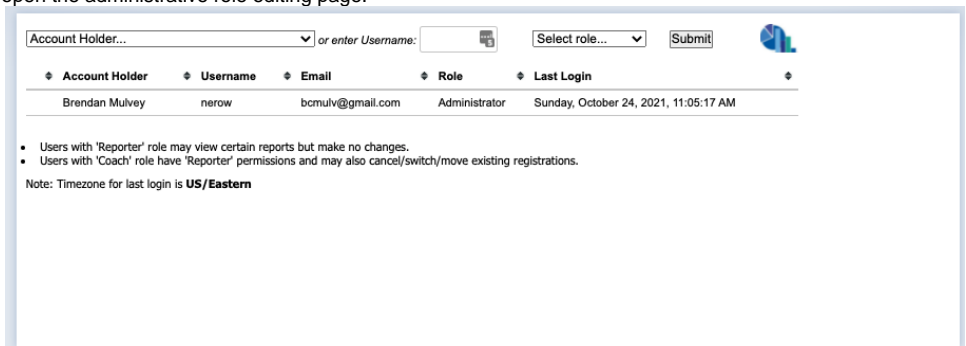 open the administrative role editing page.
Account Holder... or enter Username: Select role... Submit
Account Holder Username Email Role Last Login
Brendan Mulvey nerow bcmulv@gmail.com Administrator Sunday, October 24, 2021, 11:05:17 AM
• Users with 'Reporter' role may view certain reports but make no changes.
• Users with 'Coach' role have 'Reporter' permissions and may also cancel/switch/move existing registrations.
Note: Timezone for last login is US/Eastern